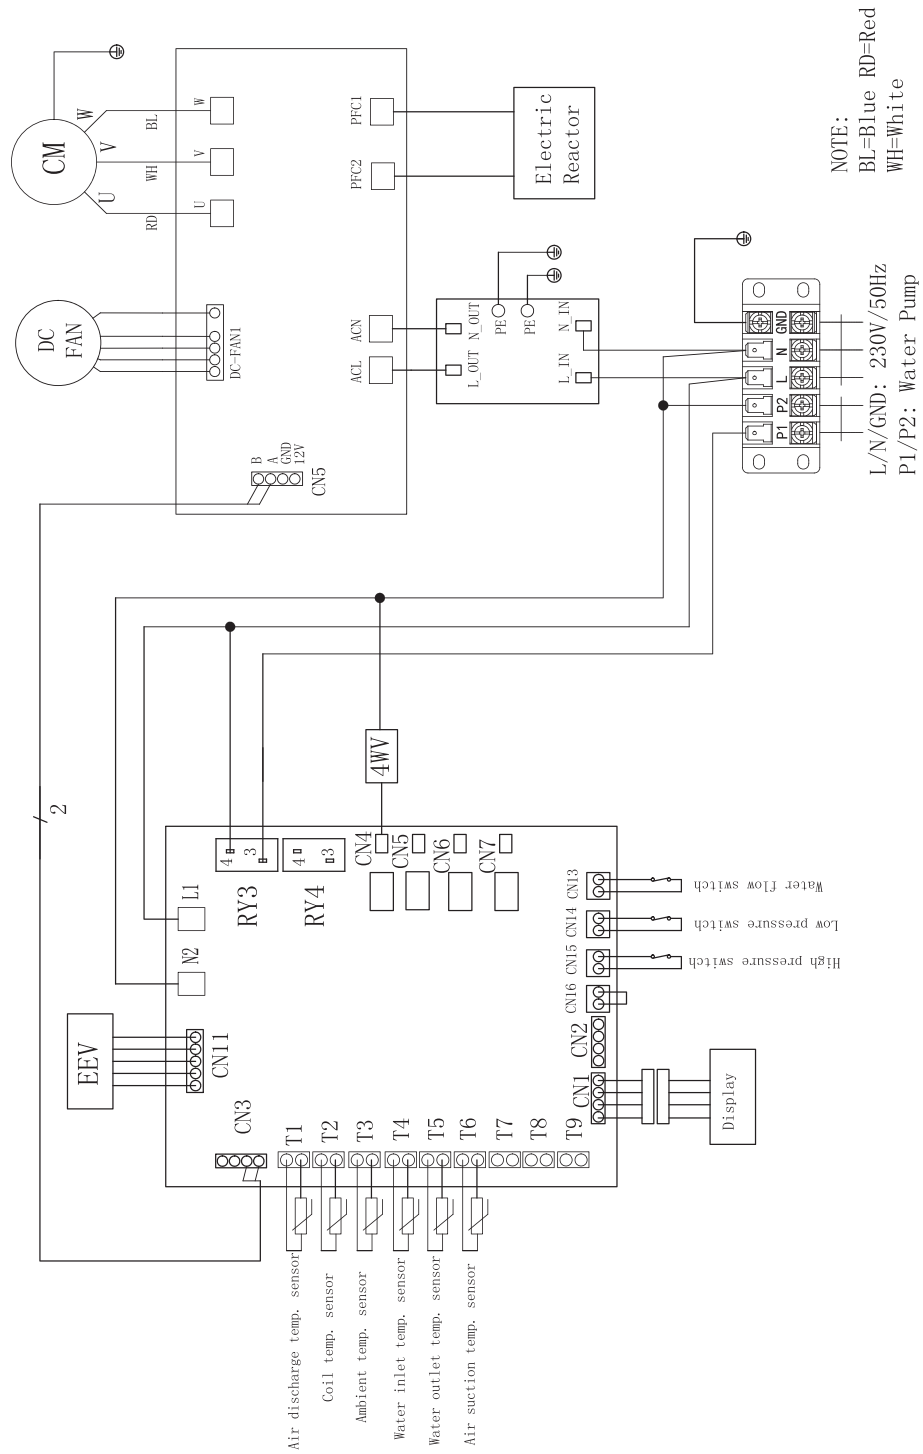 CM
W
V
U
BL
WH
RD
W
V
U
DC
FAN
DC-FAN1
B
A
GND
12V
CN5
PFC1
PFC2
ACN
ACL
Electric
Reactor
L_OUT
N_OUT
PE
PE
L_IN
N_IN
GND
N
L
P2
P1
L/N/GND: 230V/50Hz
P1/P2: Water Pump
NOTE:
BL=Blue RD=Red
WH=White
2
4WV
L1
N2
4
3
RY3
4
3
RY4
CN4
CN5
CN6
CN7
EEV
CN11
CN3
CN13
CN14
CN15
CN16
CN2
CN1
Water flow switch
Low pressure switch
High pressure switch
Display
T1
T2
T3
T4
T5
T6
T7
T8
T9
Air discharge temp. sensor
Coil temp. sensor
Ambient temp. sensor
Water inlet temp. sensor
Water outlet temp. sensor
Air suction temp. sensor